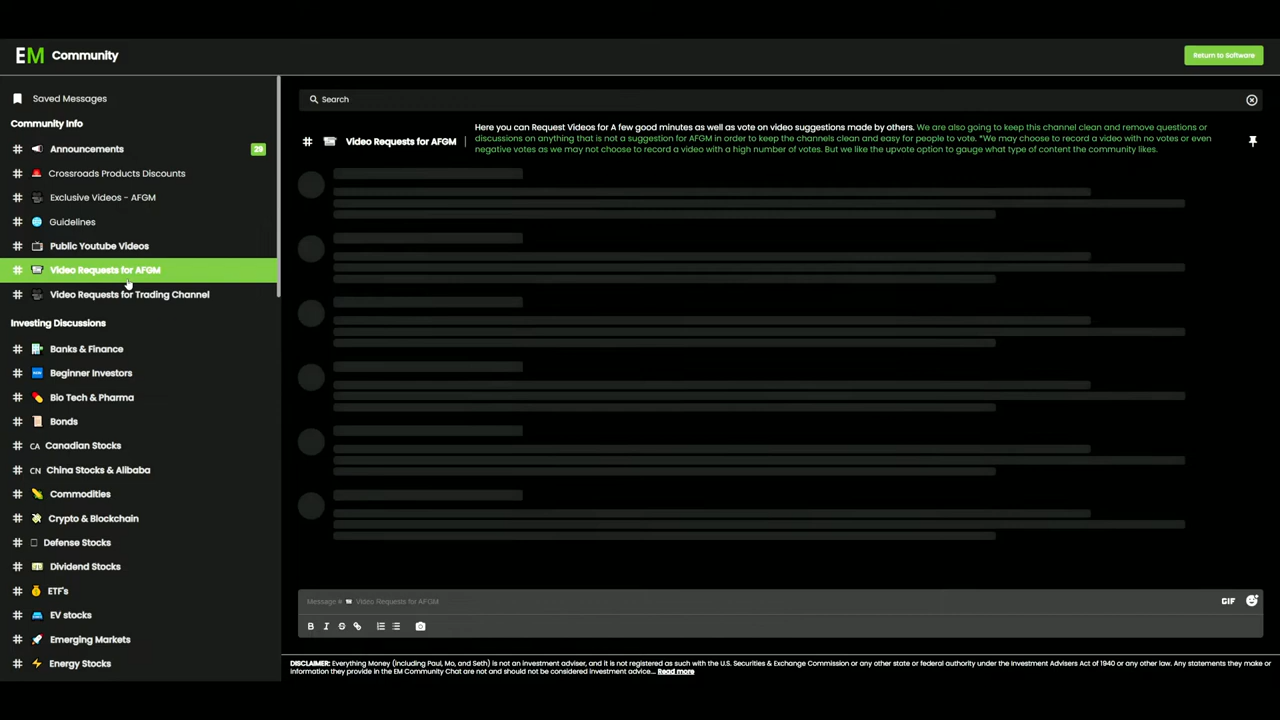 EM Community
Return to Software
Saved Messages
Community Info
# Announcements 29
# Crossroads Products Discounts
# Exclusive Videos - AFGM
# Guidelines
# Public Youtube Videos
# Video Requests for AFGM
# Video Requests for Trading Channel
Investing Discussions
# Banks & Finance
# Beginner Investors
# Bio Tech & Pharma
# Bonds
# CA Canadian Stocks
# CN China Stocks & Alibaba
# Commodities
# Crypto & Blockchain
# Defense Stocks
# Dividend Stocks
# ETF's
# EV stocks
# Emerging Markets
# Energy Stocks
Search
# Video Requests for AFGM
Here you can Request Videos for A few good minutes as well as vote on video suggestions made by others. We are also going to keep this channel clean and remove questions or
discussions on anything that is not a suggestion for AFGM in order to keep the channels clean and easy for people to vote. *We may choose to record a video with no votes or even
negative votes as we may not choose to record a video with a high number of votes. But we like the upvote option to gauge what type of content the community likes.
Message # Video Requests for AFGM
GIF
B I S
DISCLAIMER: Everything Money (including Paul, Mo, and Seth) is not an investment adviser, and it is not registered as such with the U.S. Securities & Exchange Commission or any other state or federal authority under the Investment Advisers Act of 1940 or any other law. Any statements they make or
information they provide in the EM Community Chat are not and should not be considered investment advice.... Read more